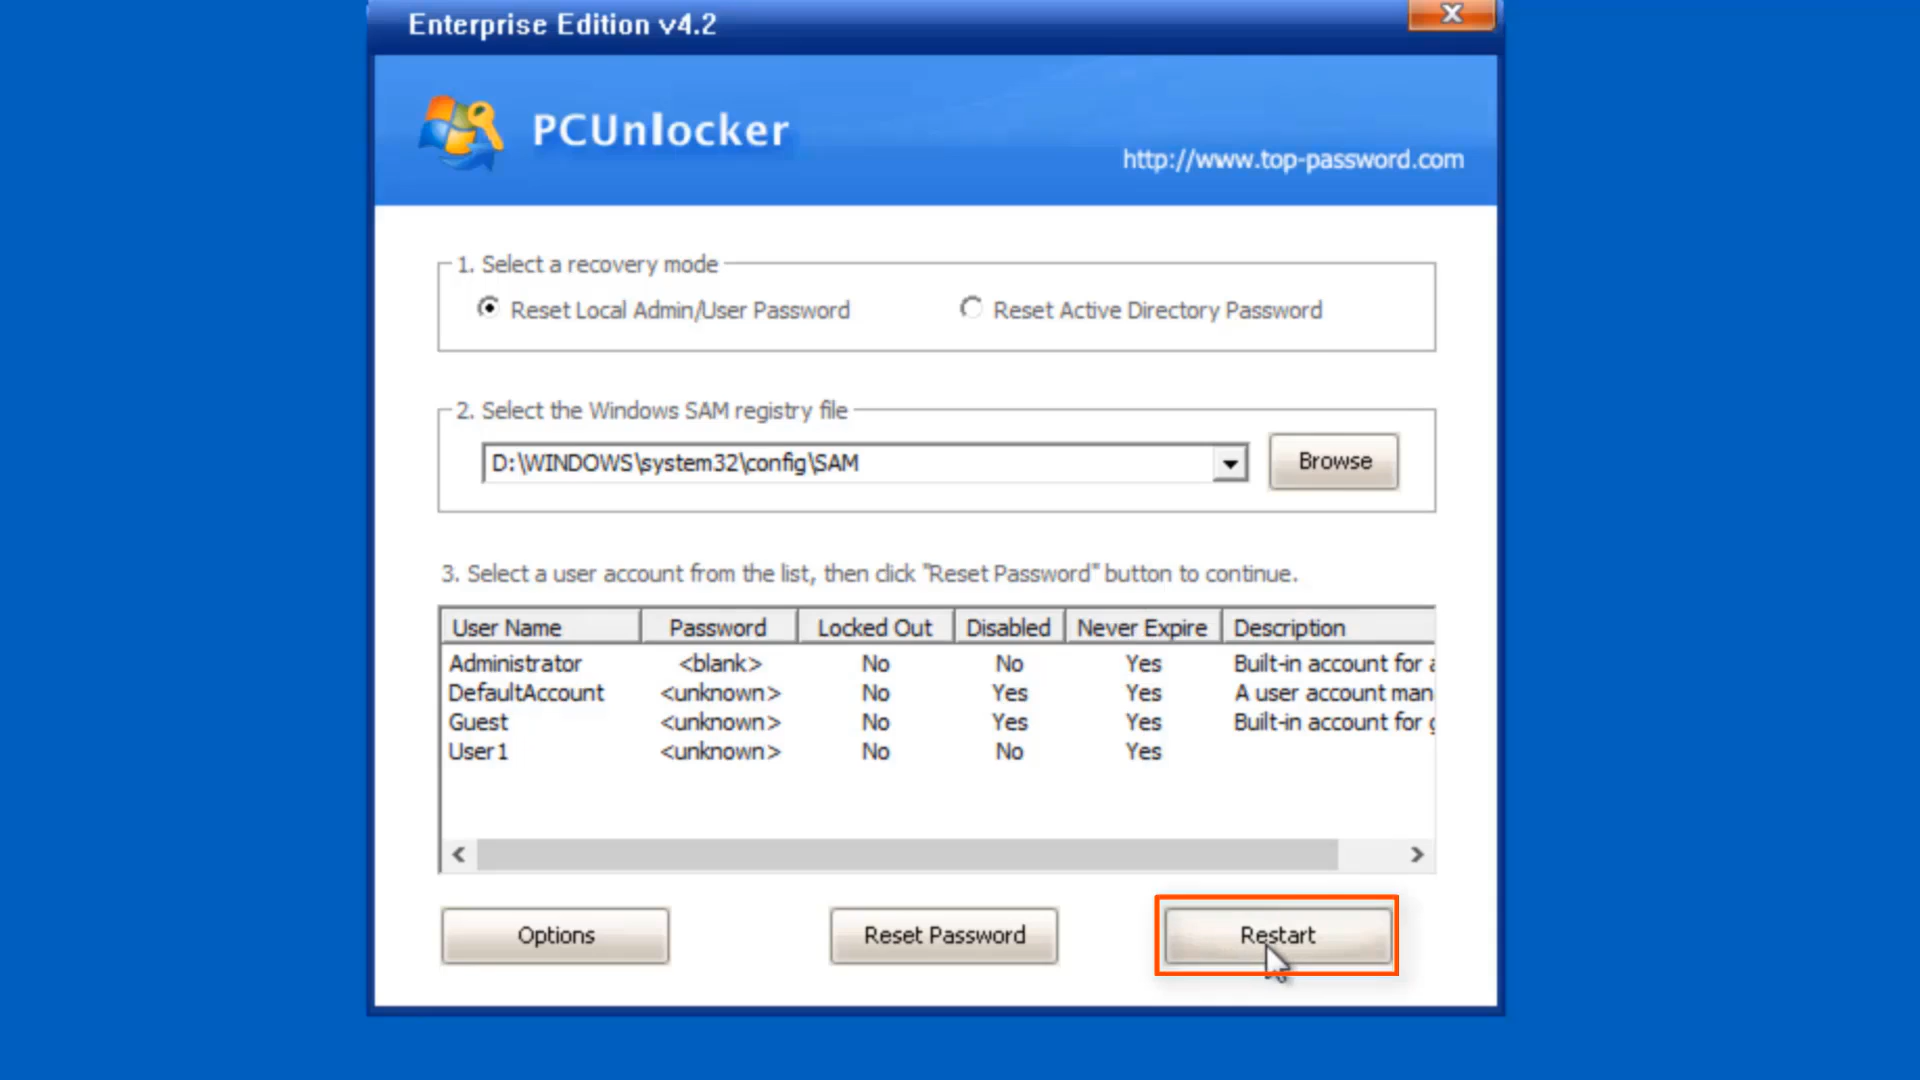 Enterprise Edition v4.2
PCUnlocker
http://www.top-password.com
1. Select a recovery mode
Reset Local Admin/User Password Reset Active Directory Password
2. Select the Windows SAM registry file
D:\WINDOWS\system32\config\SAM Browse
3. Select a user account from the list, then click "Reset Password" button to continue.
User Name Password Locked Out Disabled Never Expire Description
Administrator <blank> No No Yes Built-in account for a
DefaultAccount <unknown> No Yes Yes A user account man
Guest <unknown> No Yes Yes Built-in account for g
User1 <unknown> No No Yes
Options Reset Password Restart